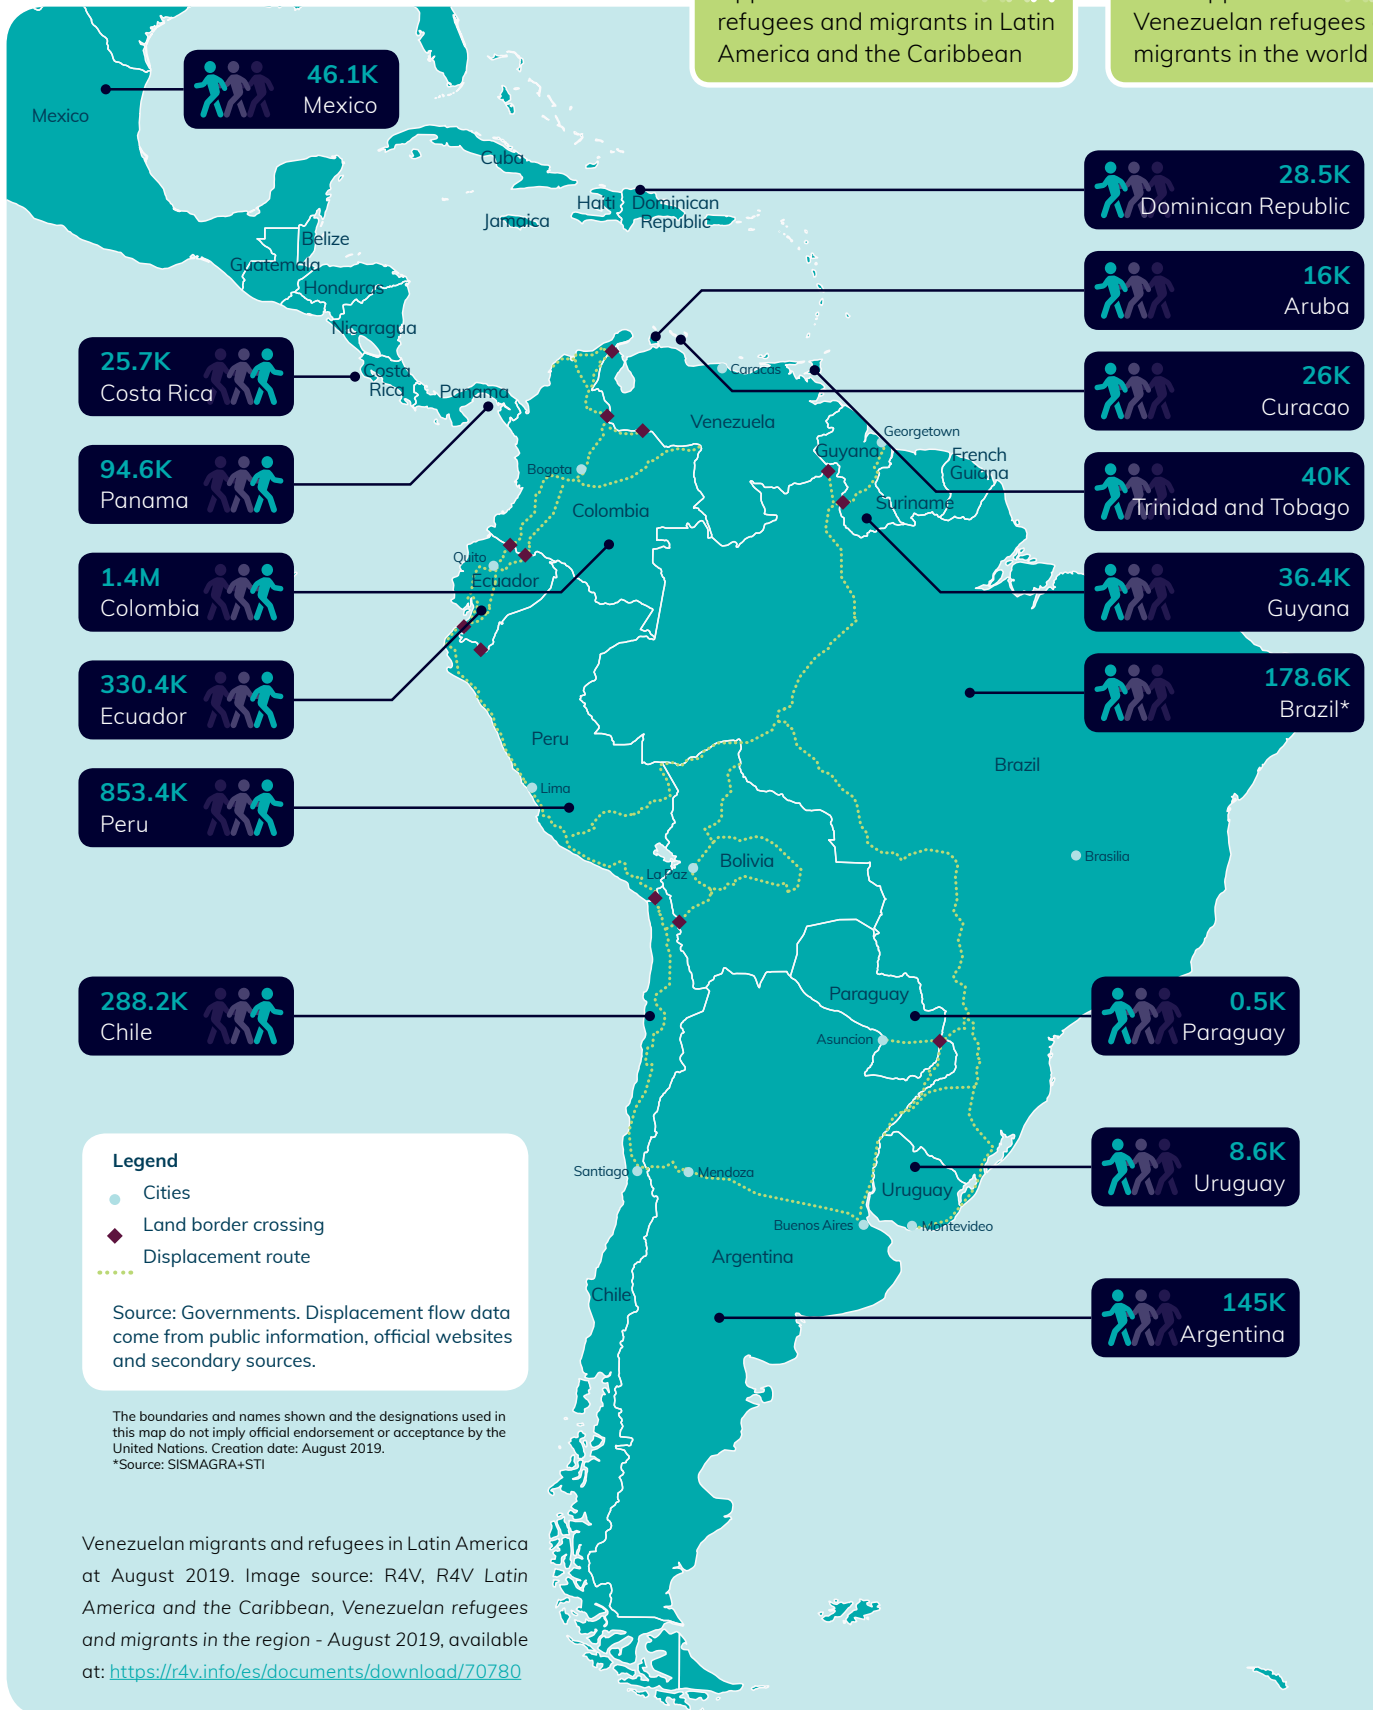 refugees and migrants in Latin
America and the Caribbean
Venezuelan refugees
migrants in the world
46.1K
Mexico
Mexico
Cuba
Haiti
Dominican
Republic
Jamaica
Belize
Guatemala
Honduras
Nicaragua
Costa
Rica
Panama
28.5K
Dominican Republic
16K
Aruba
26K
Curacao
40K
Trinidad and Tobago
36.4K
Guyana
178.6K
Brazil*
25.7K
Costa Rica
94.6K
Panama
1.4M
Colombia
330.4K
Ecuador
853.4K
Peru
288.2K
Chile
Caracas
Venezuela
Georgetown
Guyana
French
Guiana
Suriname
Bogota
Colombia
Quito
Ecuador
Peru
Lima
Brazil
Brasilia
Bolivia
La Paz
Paraguay
Asuncion
0.5K
Paraguay
8.6K
Uruguay
145K
Argentina
Santiago
Mendoza
Uruguay
Buenos Aires
Montevideo
Argentina
Chile
Legend
Cities
Land border crossing
Displacement route
Source: Governments. Displacement flow data
come from public information, official websites
and secondary sources.
The boundaries and names shown and the designations used in
this map do not imply official endorsement or acceptance by the
United Nations. Creation date: August 2019.
*Source: SISMAGRA+STI
Venezuelan migrants and refugees in Latin America
at August 2019. Image source: R4V, R4V Latin
America and the Caribbean, Venezuelan refugees
and migrants in the region - August 2019, available
at: https://r4v.info/es/documents/download/70780